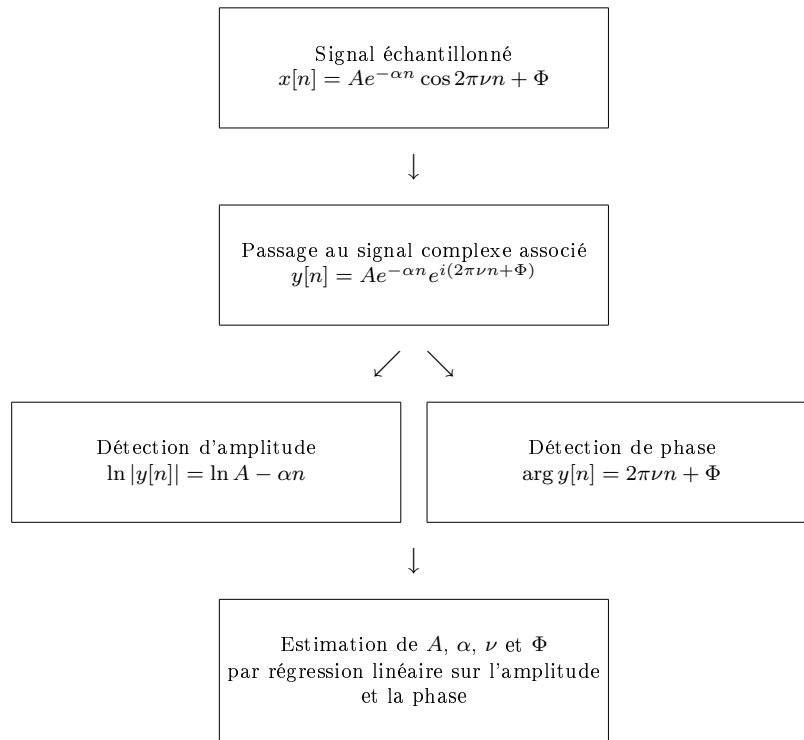 Signal échantillonné
x[n] = Ae^{−αn} cos 2πνn + Φ
↓
Passage au signal complexe associé
y[n] = Ae^{−αn}e^{i(2πνn+Φ)}
↙ ↘
Détection d'amplitude
ln |y[n]| = ln A − αn
Détection de phase
arg y[n] = 2πνn + Φ
↓
Estimation de A, α, ν et Φ
par régression linéaire sur l'amplitude
et la phase